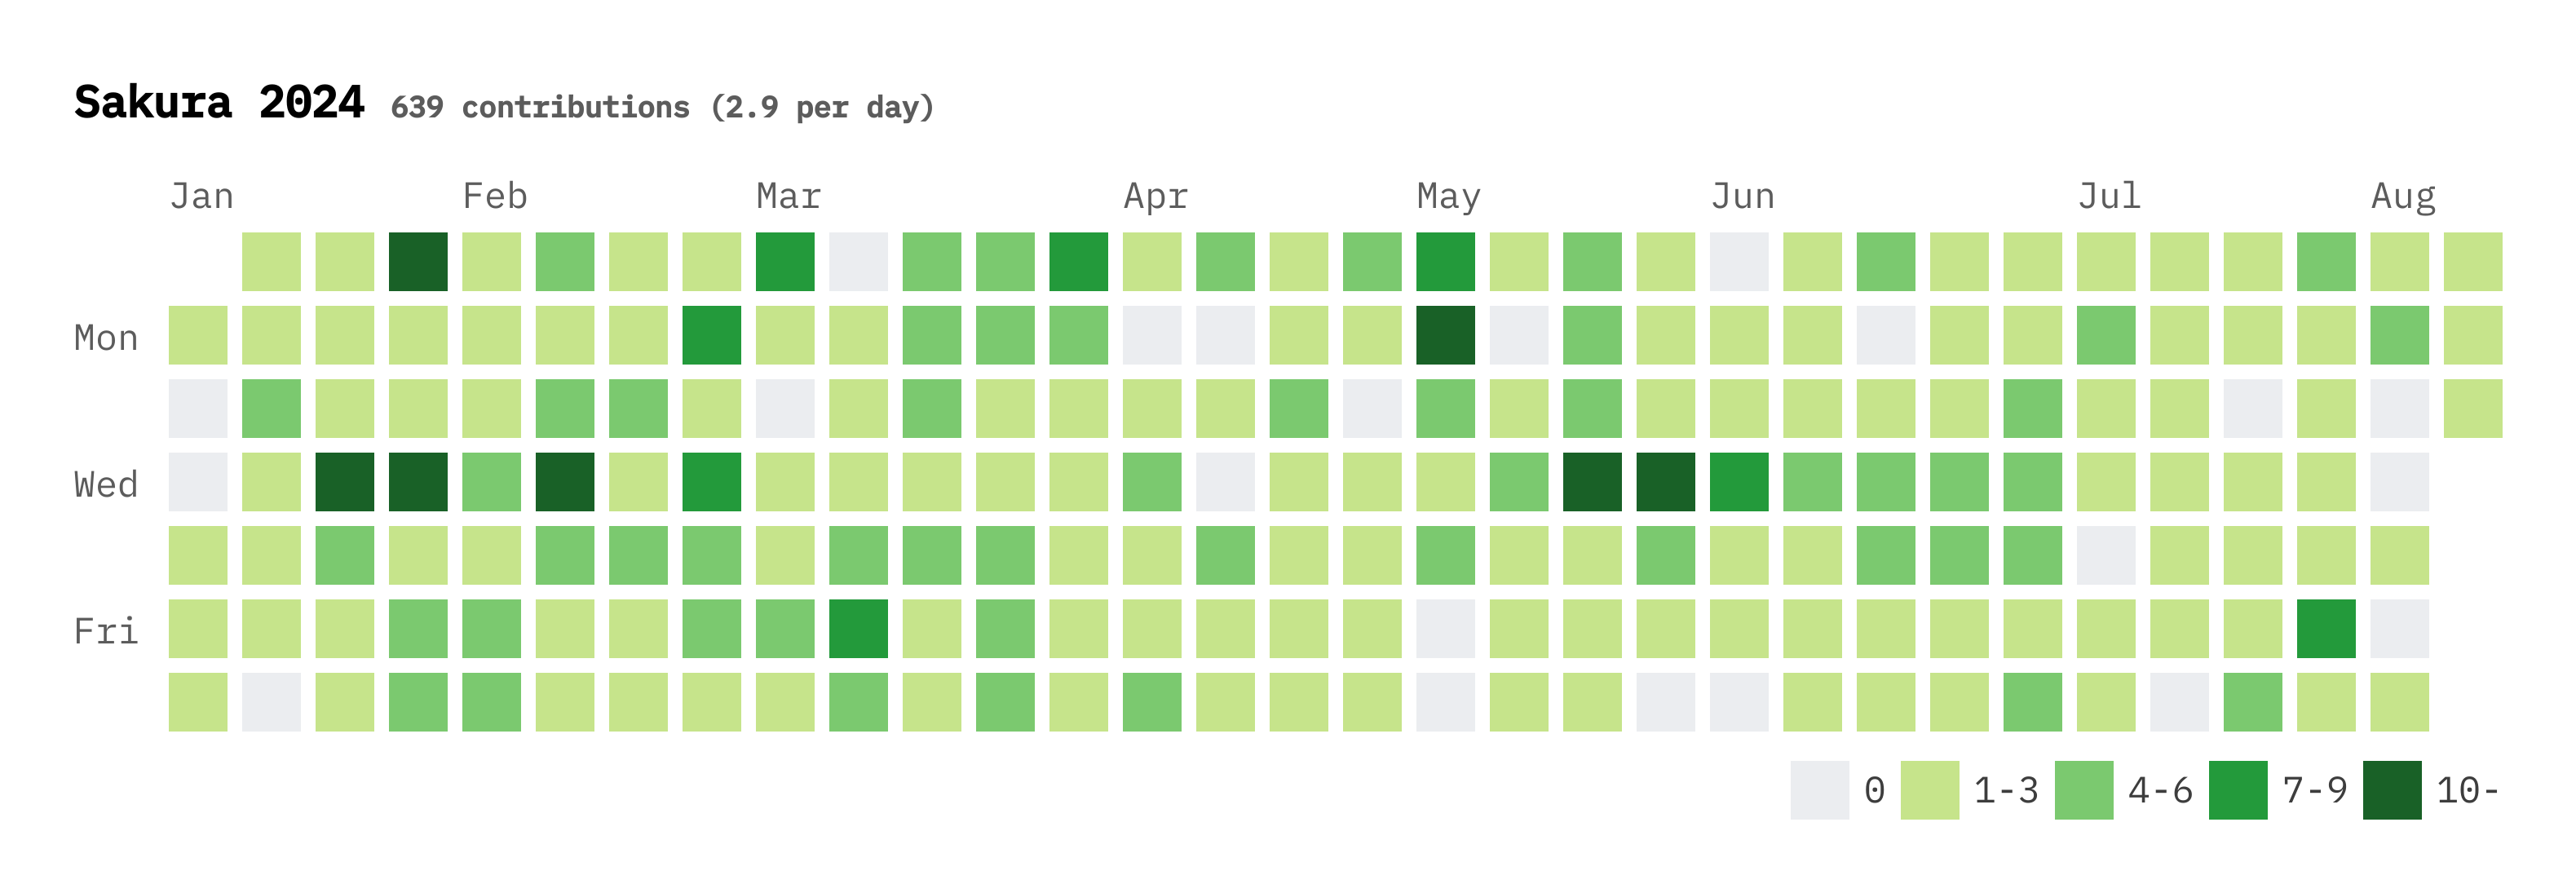 Sakura 2024 639 contributions (2.9 per day)
Jan Feb Mar Apr May Jun Jul Aug
Mon
Wed
Fri
0 1-3 4-6 7-9 10-